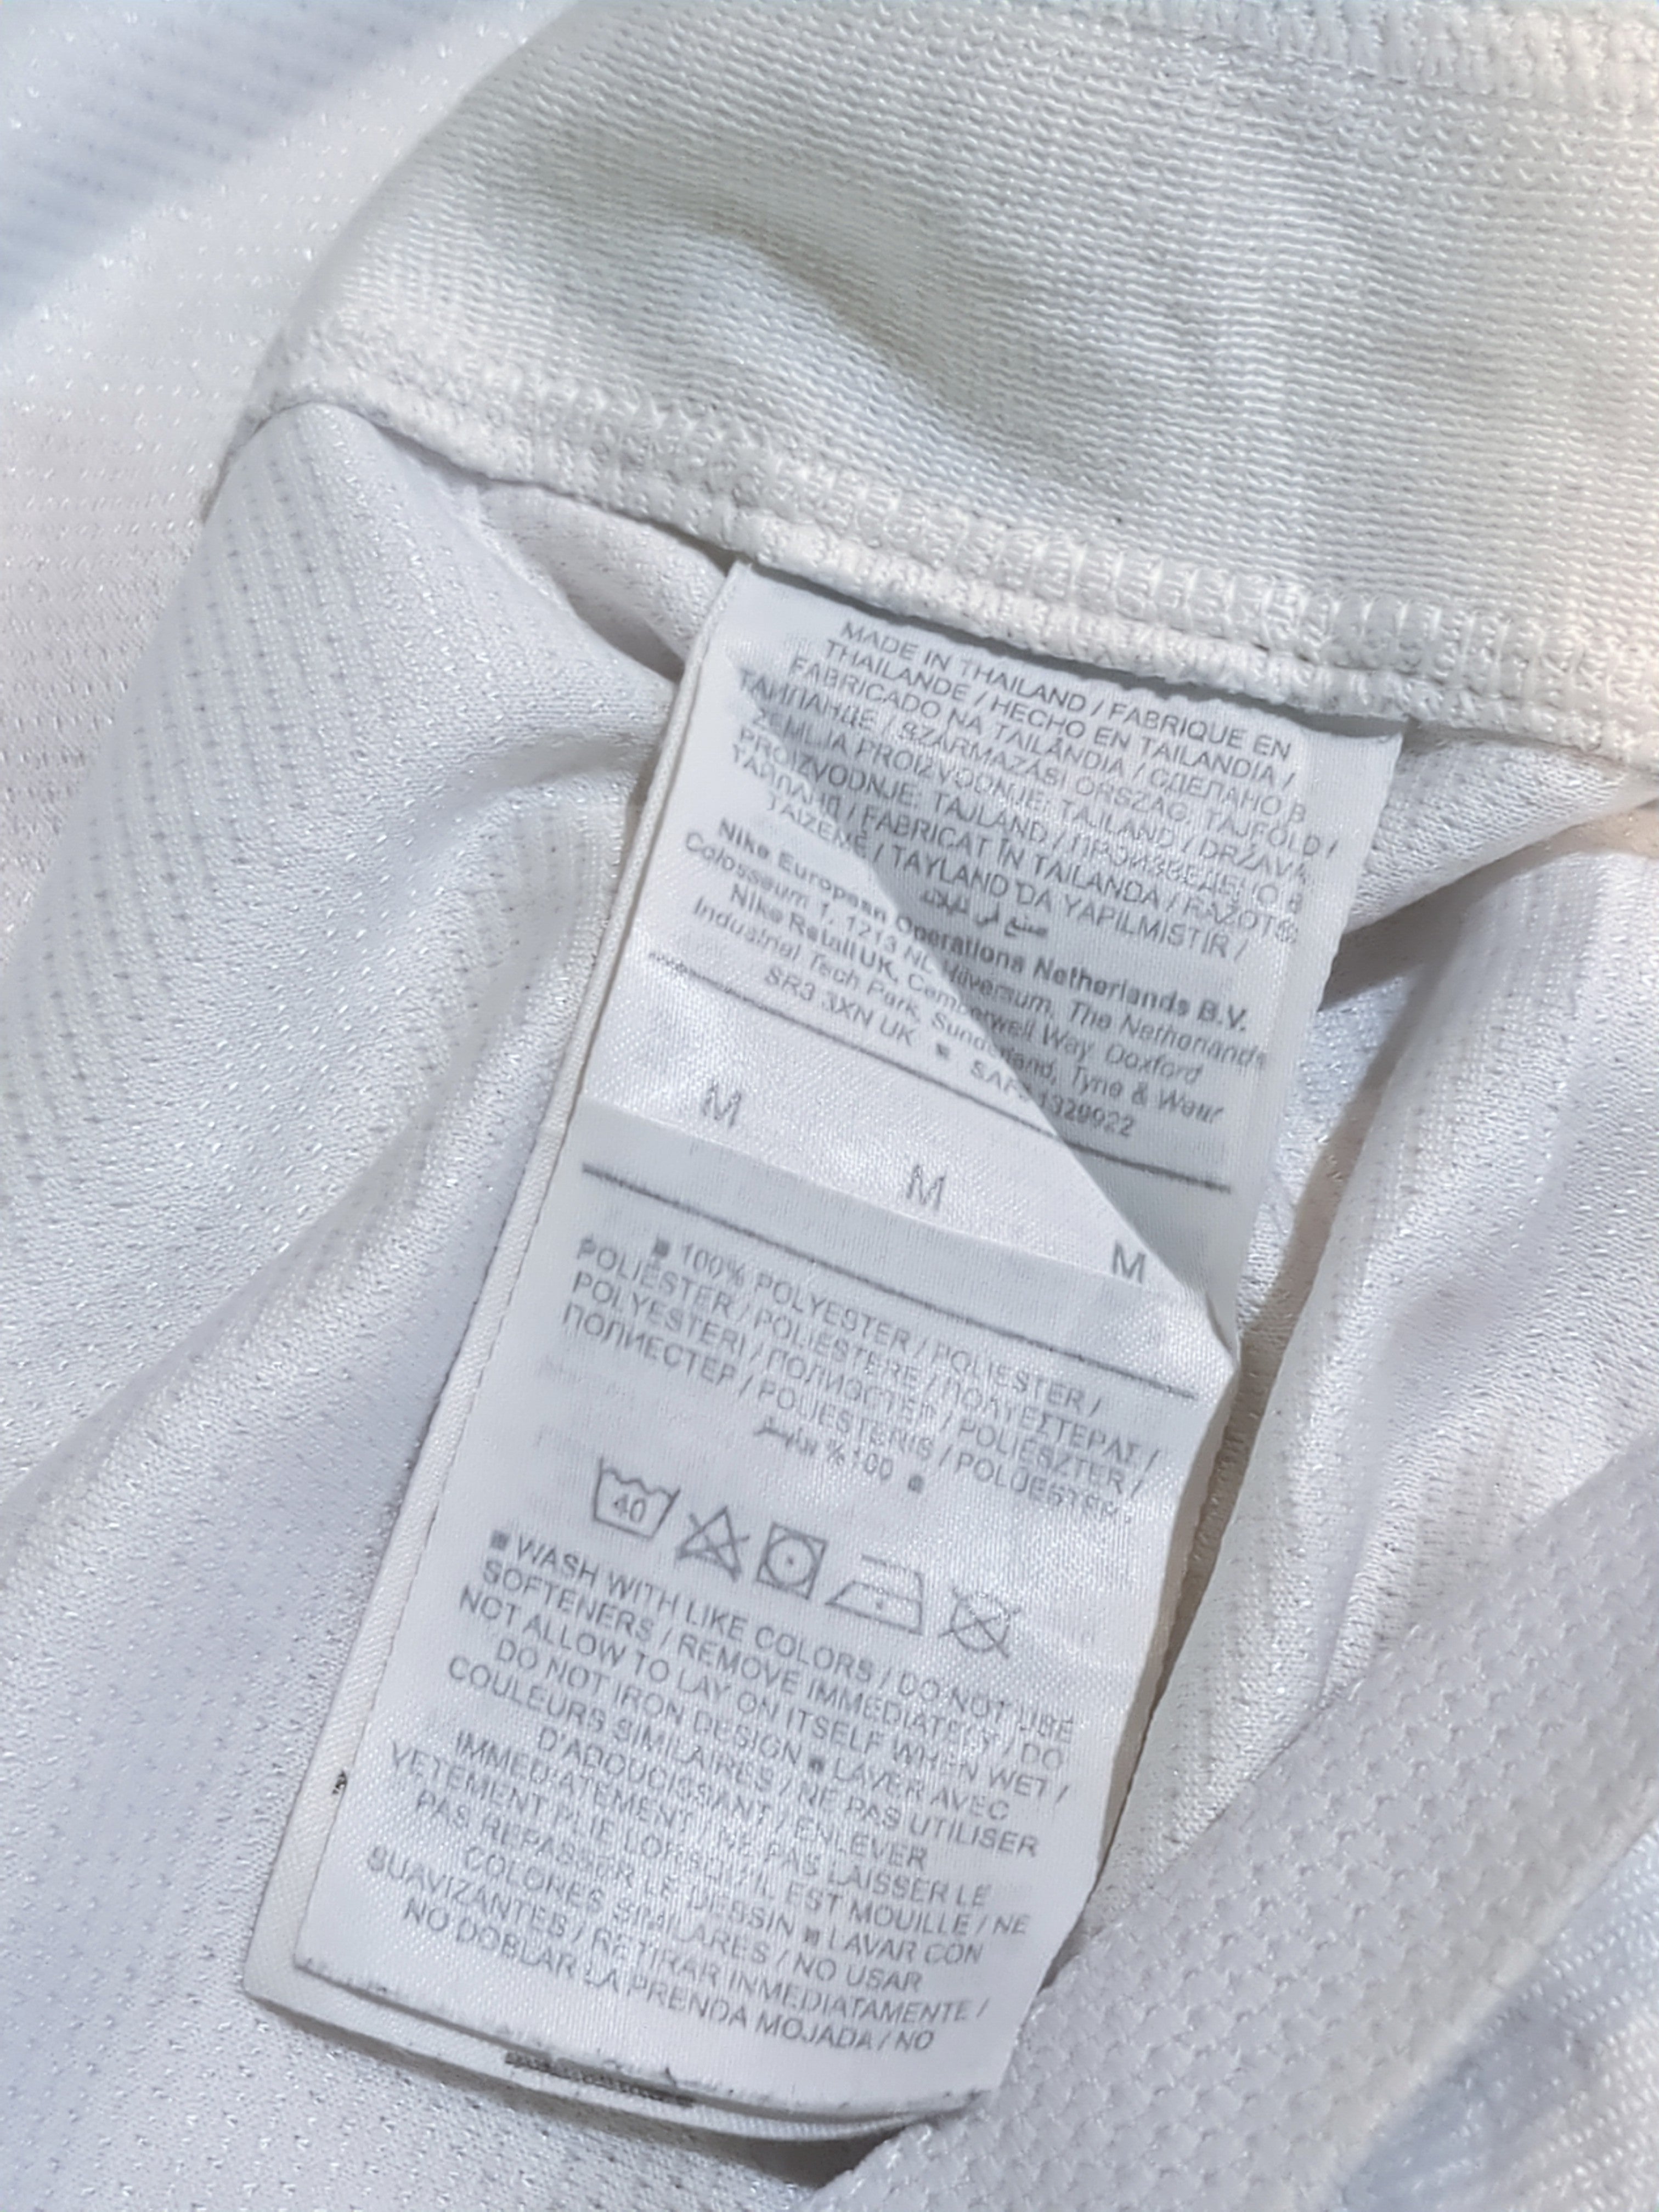 MADE IN THAILAND / FABRIQUE EN
THAILANDE / HECHO EN TAILANDIA /
FABRICADO NA TAILÂNDIA / СДЕЛАНО В
ТАИЛАНДЕ / SZÁRMAZÁSI ORSZÁG: TAJFÖLD /
ZEMLJA PROIZVODNJE: TAJLAND / DRŽAVA
PROIZVODNJE: TAJLAND / ПРОИЗВЕДЕНО В
ТАЙЛАНД / FABRICAT ÎN TAILANDA / RAŽOTS
TAIZEMĒ / TAYLAND'DA YAPILMIŞTIR /
صنع في تايلاند
Nike European Operations Netherlands B.V.
Colosseum 1, 1213 NL Hilversum, The Netherlands
Nike Retail UK, Camberwell Way, Doxford
Industrial Tech Park, Sunderland, Tyne & Wear
SR3 3XN UK ■ 1329922
M M M
■ 100% POLYESTER / POLIESTER /
POLIÉSTER / POLIESTERE / ΠΟΛΥΕΣΤΕΡΑΣ /
POLYESTERI / ПОЛИЭСТЕР / POLIÉSZTER /
ПОЛИЕСТЕР / POLIESTERIS / POLÜESTER
100 % ■
40
■ WASH WITH LIKE COLORS / DO NOT USE
SOFTENERS / REMOVE IMMEDIATELY / DO
NOT ALLOW TO LAY ON ITSELF WHEN WET /
DO NOT IRON DESIGN ■ LAVER AVEC
COULEURS SIMILAIRES / NE PAS UTILISER
D'ADOUCISSANT / ENLEVER
IMMEDIATEMENT / NE PAS LAISSER LE
VETEMENT PLIE LORSQU'IL EST MOUILLE / NE
PAS REPASSER LE DESSIN ■ LAVAR CON
COLORES SIMILARES / NO USAR
SUAVIZANTES / RETIRAR INMEDIATAMENTE /
NO DOBLAR LA PRENDA MOJADA / NO